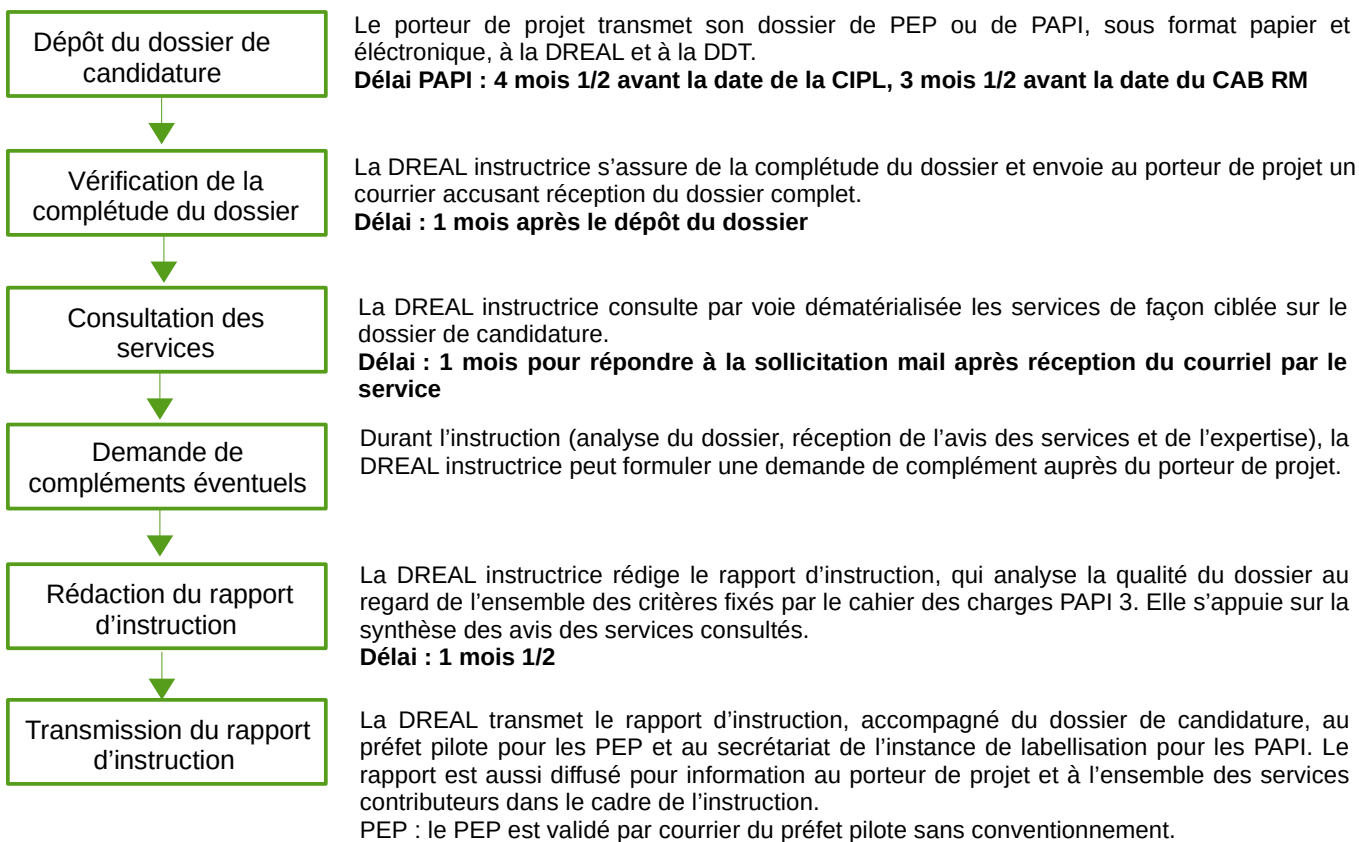 Dépôt du dossier de
candidature
Le porteur de projet transmet son dossier de PEP ou de PAPI, sous format papier et
éléctronique, à la DREAL et à la DDT.
Délai PAPI : 4 mois 1/2 avant la date de la CIPL, 3 mois 1/2 avant la date du CAB RM
Vérification de la
complétude du dossier
La DREAL instructrice s’assure de la complétude du dossier et envoie au porteur de projet un
courrier accusant réception du dossier complet.
Délai : 1 mois après le dépôt du dossier
Consultation des
services
La DREAL instructrice consulte par voie dématérialisée les services de façon ciblée sur le
dossier de candidature.
Délai : 1 mois pour répondre à la sollicitation mail après réception du courriel par le
service
Demande de
compléments éventuels
Durant l’instruction (analyse du dossier, réception de l’avis des services et de l’expertise), la
DREAL instructrice peut formuler une demande de complément auprès du porteur de projet.
Rédaction du rapport
d’instruction
La DREAL instructrice rédige le rapport d’instruction, qui analyse la qualité du dossier au
regard de l’ensemble des critères fixés par le cahier des charges PAPI 3. Elle s’appuie sur la
synthèse des avis des services consultés.
Délai : 1 mois 1/2
Transmission du rapport
d’instruction
La DREAL transmet le rapport d’instruction, accompagné du dossier de candidature, au
préfet pilote pour les PEP et au secrétariat de l’instance de labellisation pour les PAPI. Le
rapport est aussi diffusé pour information au porteur de projet et à l’ensemble des services
contributeurs dans le cadre de l’instruction.
PEP : le PEP est validé par courrier du préfet pilote sans conventionnement.